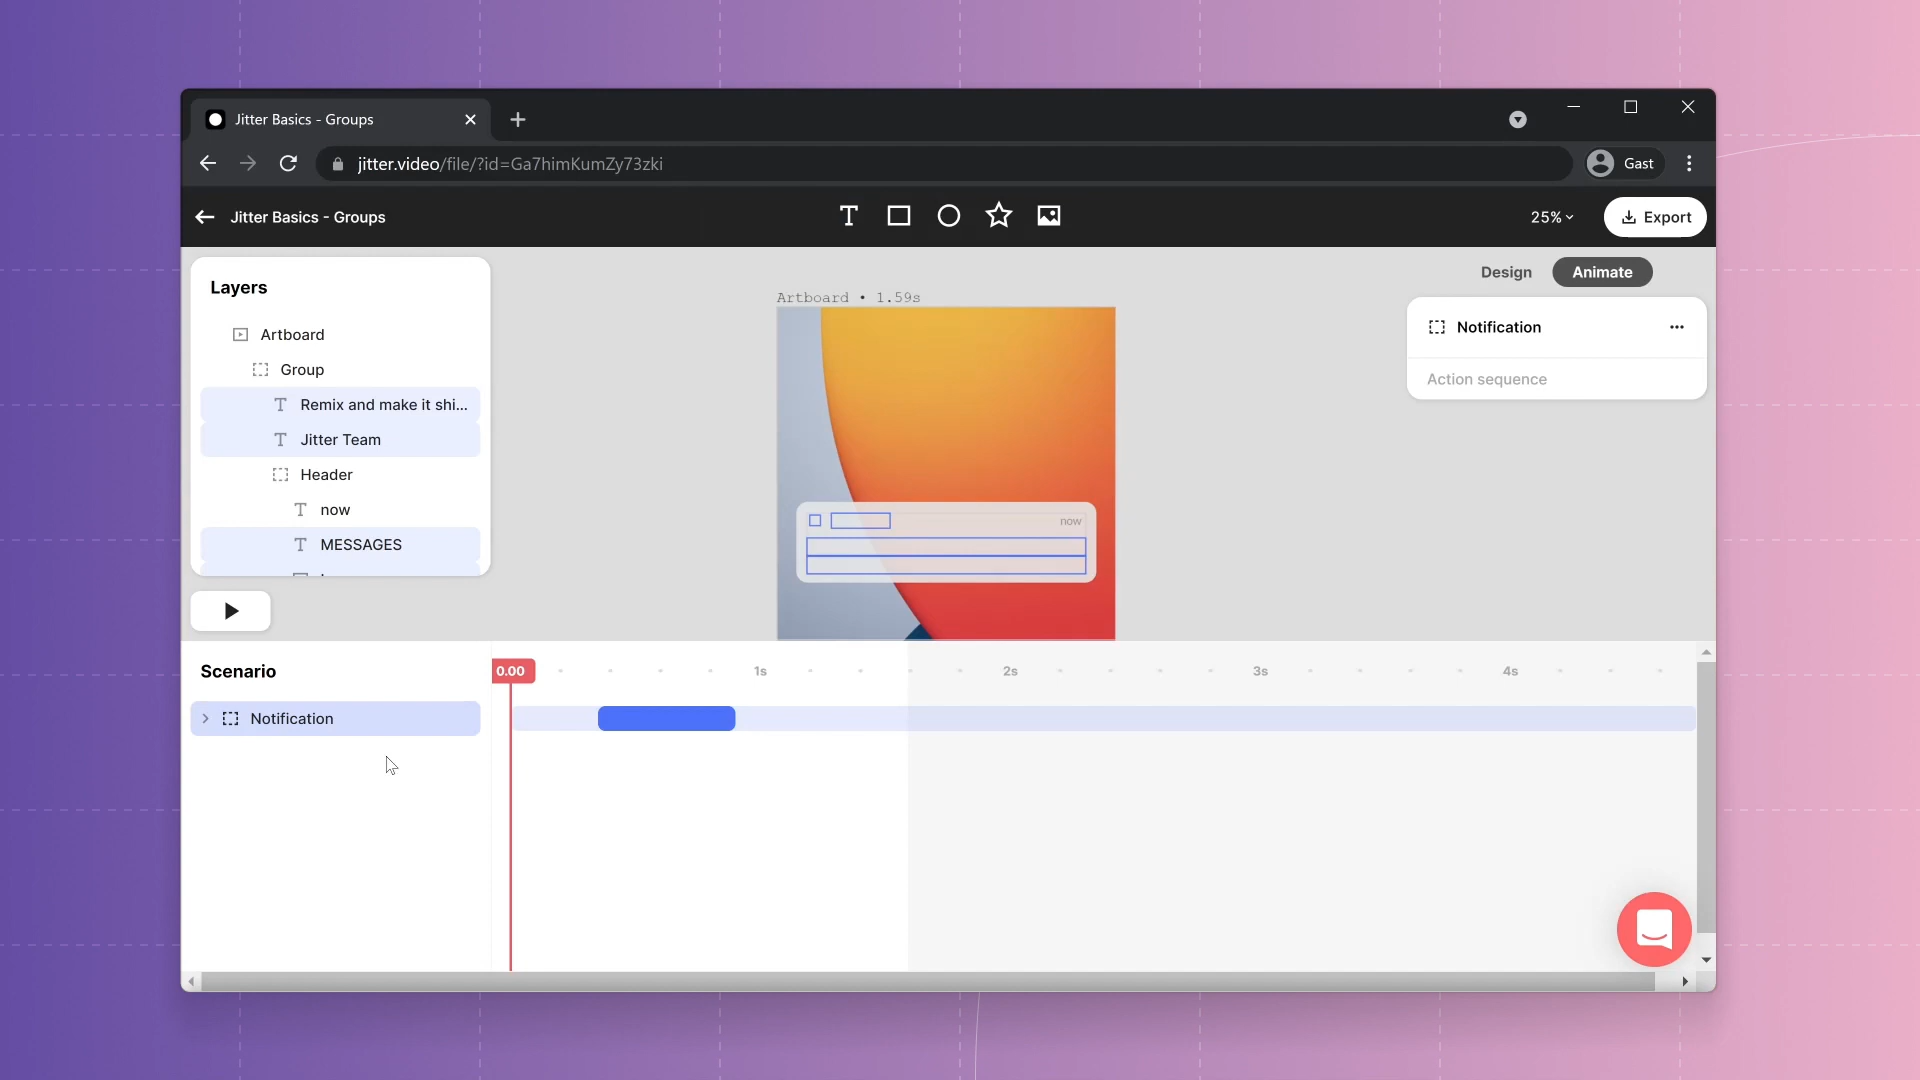 Jitter Basics - Groups
jitter.video/file/?id=Ga7himKumZy73zki
Gast
Jitter Basics - Groups
25%
Export
Layers
Artboard
Group
Remix and make it shi...
Jitter Team
Header
now
MESSAGES
Artboard • 1.59s
now
Design
Animate
Notification
Action sequence
Scenario
0.00
1s
2s
3s
4s
Notification